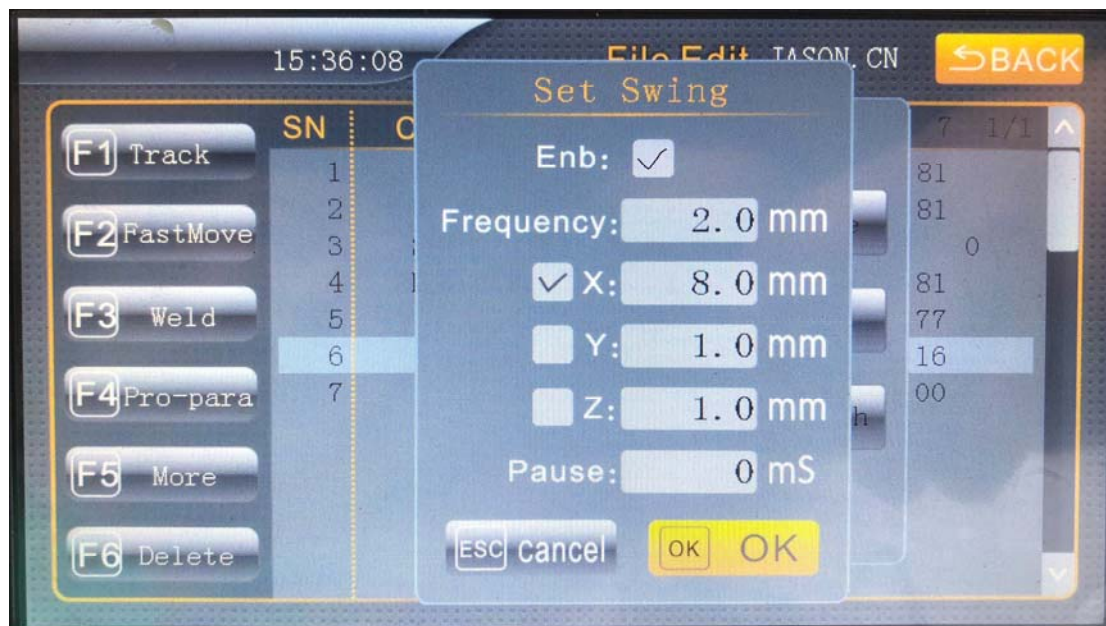 15:36:08 File Edit JASON.CN BACK
Set Swing
SN 7 1/1
F1 Track
F2 FastMove
F3 Weld
F4 Pro-para
F5 More
F6 Delete
1 81
2 81
3 0
4 81
5 77
6 16
7 00
Enb:
Frequency: 2.0 mm
X: 8.0 mm
Y: 1.0 mm
Z: 1.0 mm
Pause: 0 mS
ESC Cancel
OK OK